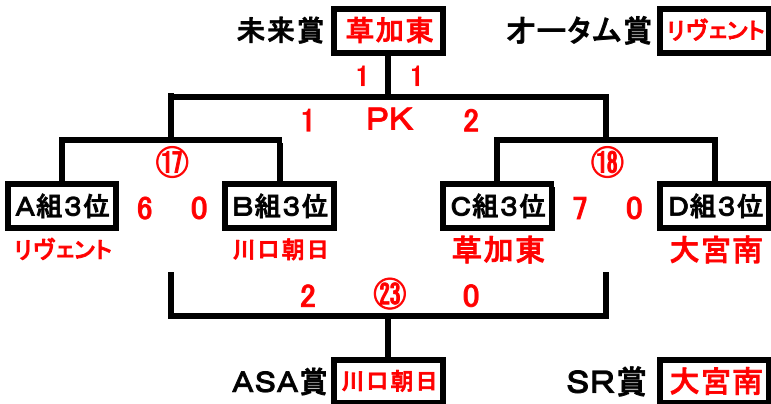 未来賞 草加東 オータム賞 リヴェント
1 1
1 PK 2
⑰ ⑱
A組3位 6 0 B組3位 C組3位 7 0 D組3位
リヴェント 川口朝日 草加東 大宮南
2 ㉓ 0
ASA賞 川口朝日 SR賞 大宮南